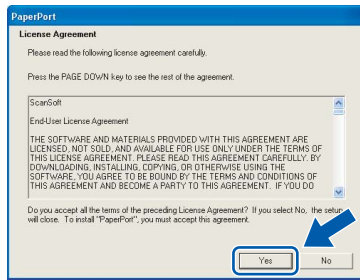 PaperPort
License Agreement
Please read the following license agreement carefully.
Press the PAGE DOWN key to see the rest of the agreement.
ScanSoft
End-User License Agreement
THE SOFTWARE AND MATERIALS PROVIDED WITH THIS AGREEMENT ARE
LICENSED, NOT SOLD, AND AVAILABLE FOR USE ONLY UNDER THE TERMS OF
THIS LICENSE AGREEMENT. PLEASE READ THIS AGREEMENT CAREFULLY. BY
DOWNLOADING, INSTALLING, COPYING, OR OTHERWISE USING THE
SOFTWARE, YOU AGREE TO BE BOUND BY THE TERMS AND CONDITIONS OF
THIS AGREEMENT AND BECOME A PARTY TO THIS AGREEMENT. IF YOU DO
Do you accept all the terms of the preceding License Agreement? If you select No, the setup
will close. To install "PaperPort", you must accept this agreement.
Yes No